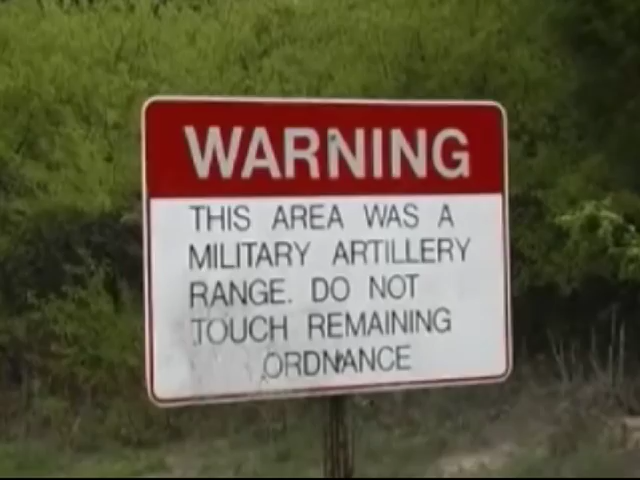 WARNING
THIS AREA WAS A
MILITARY ARTILLERY
RANGE. DO NOT
TOUCH REMAINING
ORDNANCE